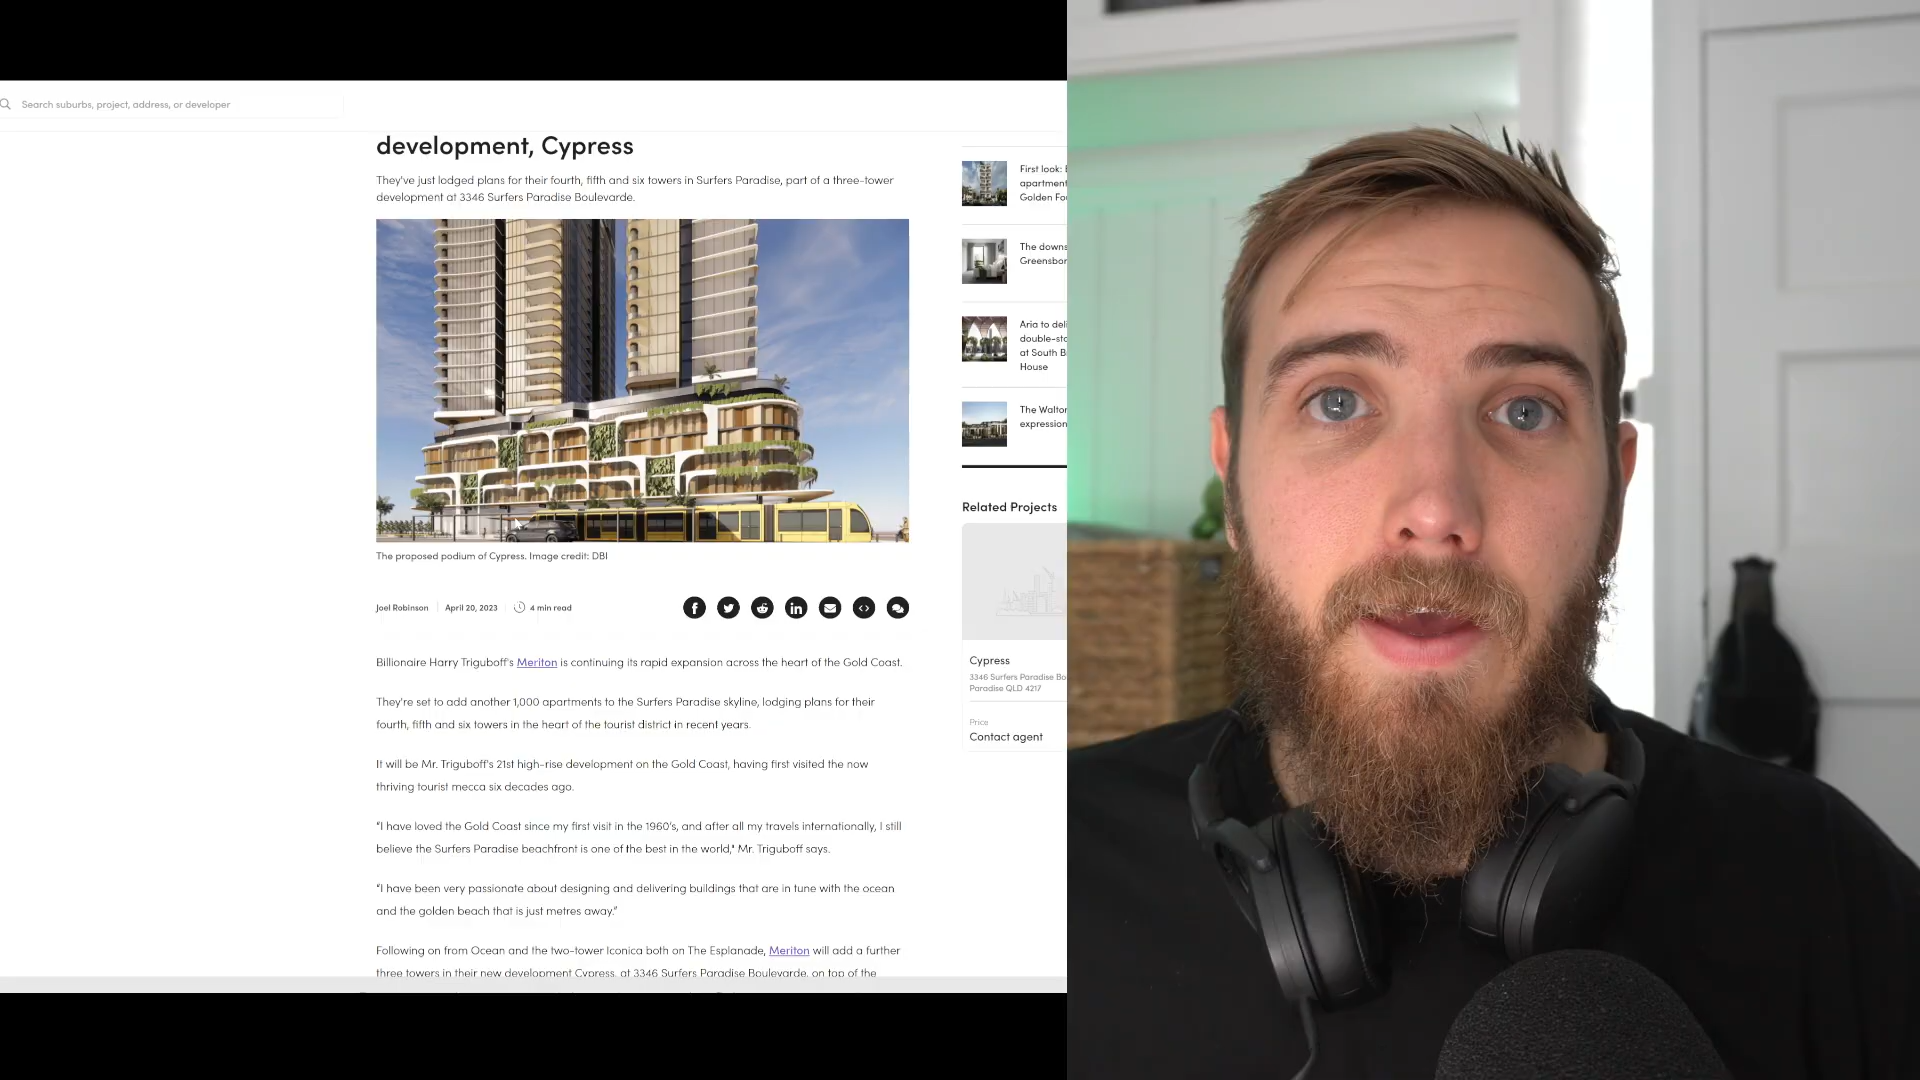 Search suburbs, project, address, or developer
development, Cypress
They've just lodged plans for their fourth, fifth and six towers in Surfers Paradise, part of a three-tower
development at 3346 Surfers Paradise Boulevarde.
The proposed podium of Cypress. Image credit: DBI
Joel Robinson
April 20, 2023
4 min read
Billionaire Harry Triguboff's Meriton is continuing its rapid expansion across the heart of the Gold Coast.
They're set to add another 1,000 apartments to the Surfers Paradise skyline, lodging plans for their
fourth, fifth and six towers in the heart of the tourist district in recent years.
It will be Mr. Triguboff's 21st high-rise development on the Gold Coast, having first visited the now
thriving tourist mecca six decades ago.
"I have loved the Gold Coast since my first visit in the 1960's, and after all my travels internationally, I still
believe the Surfers Paradise beachfront is one of the best in the world," Mr. Triguboff says.
"I have been very passionate about designing and delivering buildings that are in tune with the ocean
and the golden beach that is just metres away."
Following on from Ocean and the two-tower Iconica both on The Esplanade, Meriton will add a further
three towers in their new development Cypress, at 3346 Surfers Paradise Boulevarde, on top of the
First look:
apartment
Golden
The
Aria to
at South
House
The
expression
Related Projects
Cypress
3346 Surfers Paradise
Paradise QLD 4217
Price
Contact agent